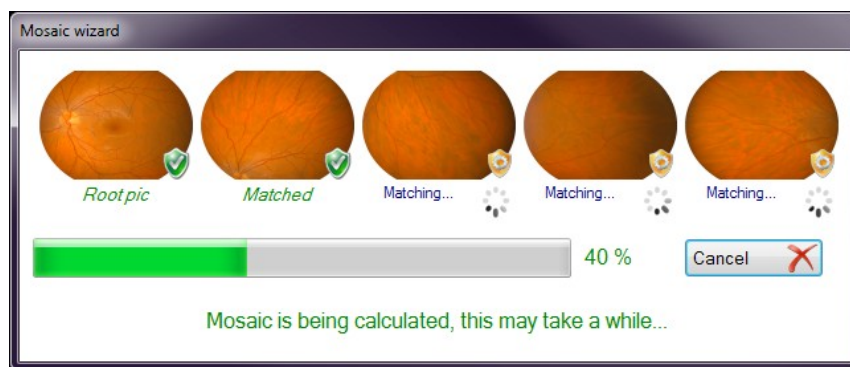 Mosaic wizard
Root pic
Matched
Matching...
Matching...
Matching...
40 %
Cancel
Mosaic is being calculated, this may take a while...